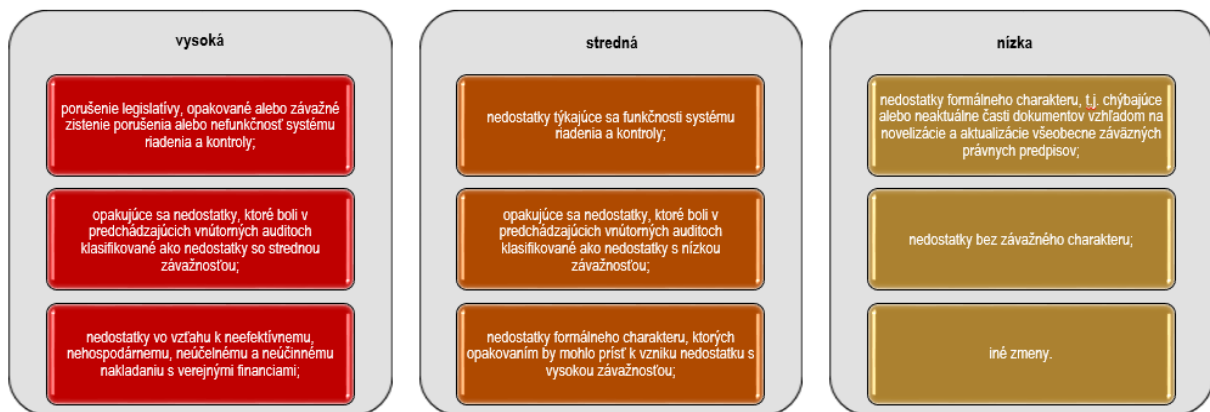 vysoká
porušenie legislatívy, opakované alebo závažné
zistenie porušenia alebo nefunkčnosť systému
riadenia a kontroly;
opakujúce sa nedostatky, ktoré boli v
predchádzajúcich vnútorných auditoch
klasifikované ako nedostatky so strednou
závažnosťou;
nedostatky vo vzťahu k neefektívnemu,
nehospodárnemu, neúčelnému a neúčinnému
nakladaniu s verejnými financiami;
stredná
nedostatky týkajúce sa funkčnosti systému
riadenia a kontroly;
opakujúce sa nedostatky, ktoré boli v
predchádzajúcich vnútorných auditoch
klasifikované ako nedostatky s nízkou
závažnosťou;
nedostatky formálneho charakteru, ktorých
opakovaním by mohlo prísť k vzniku nedostatku s
vysokou závažnosťou;
nízka
nedostatky formálneho charakteru, t.j. chýbajúce
alebo neaktuálne časti dokumentov vzhľadom na
novelizácie a aktualizácie všeobecne záväzných
právnych predpisov;
nedostatky bez závažného charakteru;
iné zmeny.